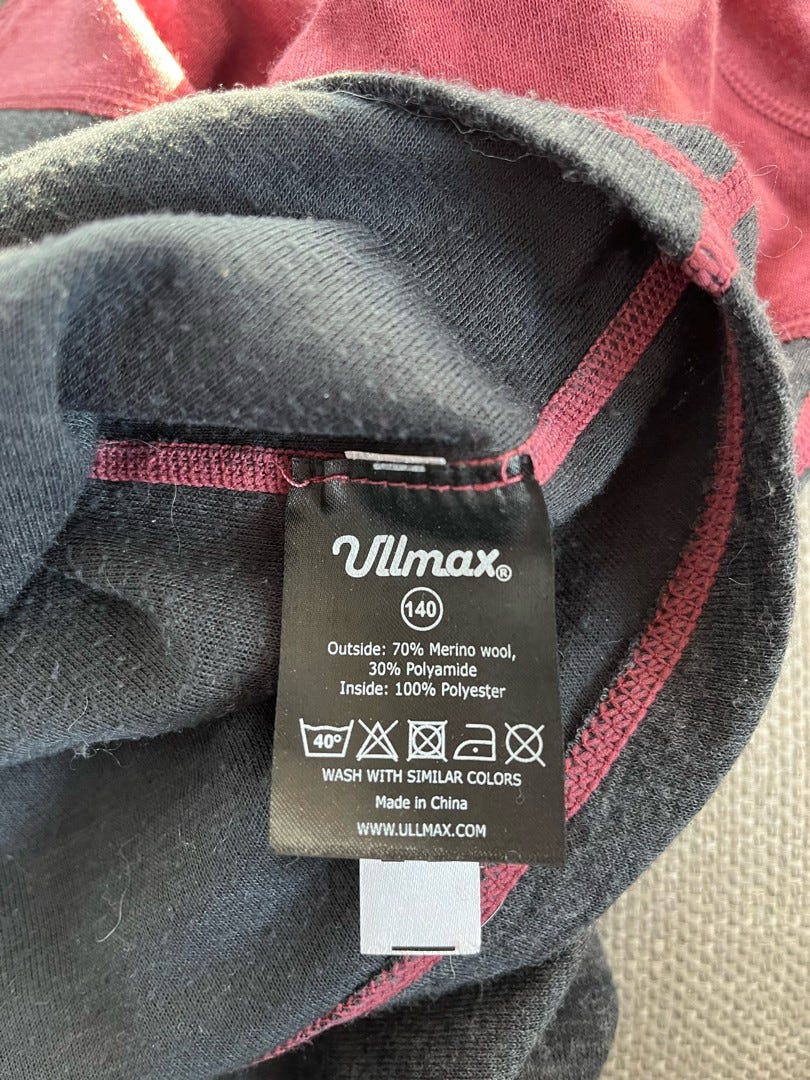 Ullmax®
140
Outside: 70% Merino wool,
30% Polyamide
Inside: 100% Polyester
40°
WASH WITH SIMILAR COLORS
Made in China
WWW.ULLMAX.COM